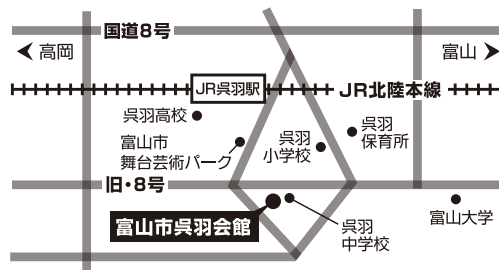 国道8号
高岡
富山
JR呉羽駅
JR北陸本線
呉羽高校
富山市
舞台芸術パーク
呉羽
小学校
呉羽
保育所
旧・8号
富山市呉羽会館
呉羽
中学校
富山大学